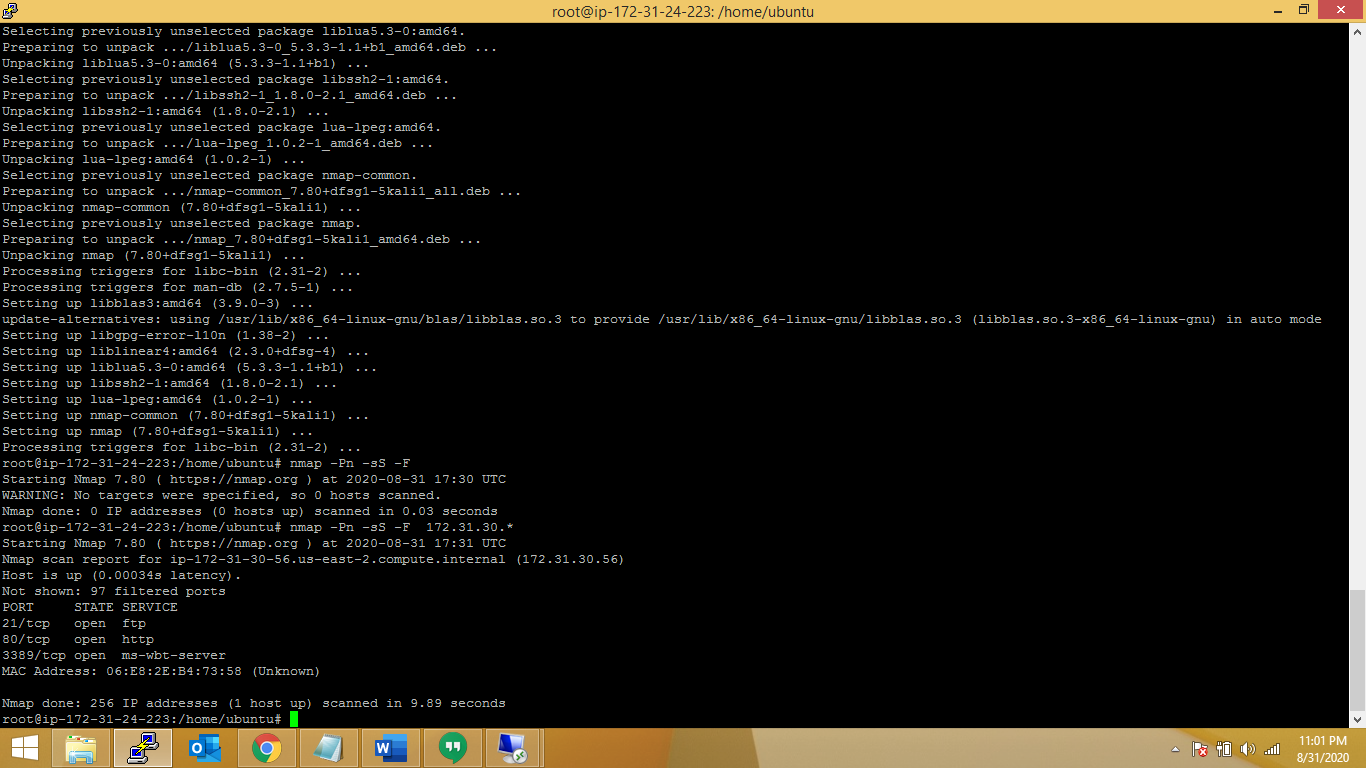 root@ip-172-31-24-223: /home/ubuntu
Selecting previously unselected package liblua5.3-0:amd64.
Preparing to unpack .../liblua5.3-0_5.3.3-1.1+b1_amd64.deb ...
Unpacking liblua5.3-0:amd64 (5.3.3-1.1+b1) ...
Selecting previously unselected package libssh2-1:amd64.
Preparing to unpack .../libssh2-1_1.8.0-2.1_amd64.deb ...
Unpacking libssh2-1:amd64 (1.8.0-2.1) ...
Selecting previously unselected package lua-lpeg:amd64.
Preparing to unpack .../lua-lpeg_1.0.2-1_amd64.deb ...
Unpacking lua-lpeg:amd64 (1.0.2-1) ...
Selecting previously unselected package nmap-common.
Preparing to unpack .../nmap-common_7.80+dfsg1-5kali1_all.deb ...
Unpacking nmap-common (7.80+dfsg1-5kali1) ...
Selecting previously unselected package nmap.
Preparing to unpack .../nmap_7.80+dfsg1-5kali1_amd64.deb ...
Unpacking nmap (7.80+dfsg1-5kali1) ...
Processing triggers for libc-bin (2.31-2) ...
Processing triggers for man-db (2.7.5-1) ...
Setting up libblas3:amd64 (3.9.0-3) ...
update-alternatives: using /usr/lib/x86_64-linux-gnu/blas/libblas.so.3 to provide /usr/lib/x86_64-linux-gnu/libblas.so.3 (libblas.so.3-x86_64-linux-gnu) in auto mode
Setting up libgpg-error-l10n (1.38-2) ...
Setting up liblinear4:amd64 (2.3.0+dfsg-4) ...
Setting up liblua5.3-0:amd64 (5.3.3-1.1+b1) ...
Setting up libssh2-1:amd64 (1.8.0-2.1) ...
Setting up lua-lpeg:amd64 (1.0.2-1) ...
Setting up nmap-common (7.80+dfsg1-5kali1) ...
Setting up nmap (7.80+dfsg1-5kali1) ...
Processing triggers for libc-bin (2.31-2) ...
root@ip-172-31-24-223:/home/ubuntu# nmap -Pn -sS -F
Starting Nmap 7.80 ( https://nmap.org ) at 2020-08-31 17:30 UTC
WARNING: No targets were specified, so 0 hosts scanned.
Nmap done: 0 IP addresses (0 hosts up) scanned in 0.03 seconds
root@ip-172-31-24-223:/home/ubuntu# nmap -Pn -sS -F  172.31.30.*
Starting Nmap 7.80 ( https://nmap.org ) at 2020-08-31 17:31 UTC
Nmap scan report for ip-172-31-30-56.us-east-2.compute.internal (172.31.30.56)
Host is up (0.00034s latency).
Not shown: 97 filtered ports
PORT     STATE SERVICE
21/tcp   open  ftp
80/tcp   open  http
3389/tcp open  ms-wbt-server
MAC Address: 06:E8:2E:B4:73:58 (Unknown)
Nmap done: 256 IP addresses (1 host up) scanned in 9.89 seconds
root@ip-172-31-24-223:/home/ubuntu#
11:01 PM
8/31/2020